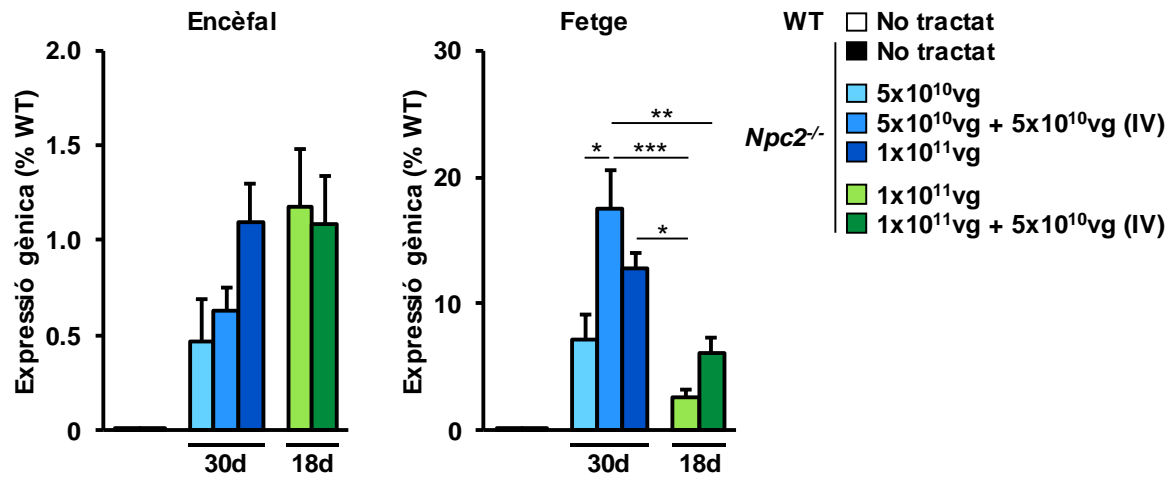 Encèfal
Expressió gènica (% WT)
2.0
1.5
1.0
0.5
0
30d 18d
Fetge
Expressió gènica (% WT)
30
20
10
0
**
* ***
*
30d 18d
WT No tractat
No tractat
Npc2-/-
5x10¹⁰vg
5x10¹⁰vg + 5x10¹⁰vg (IV)
1x10¹¹vg
1x10¹¹vg
1x10¹¹vg + 5x10¹⁰vg (IV)